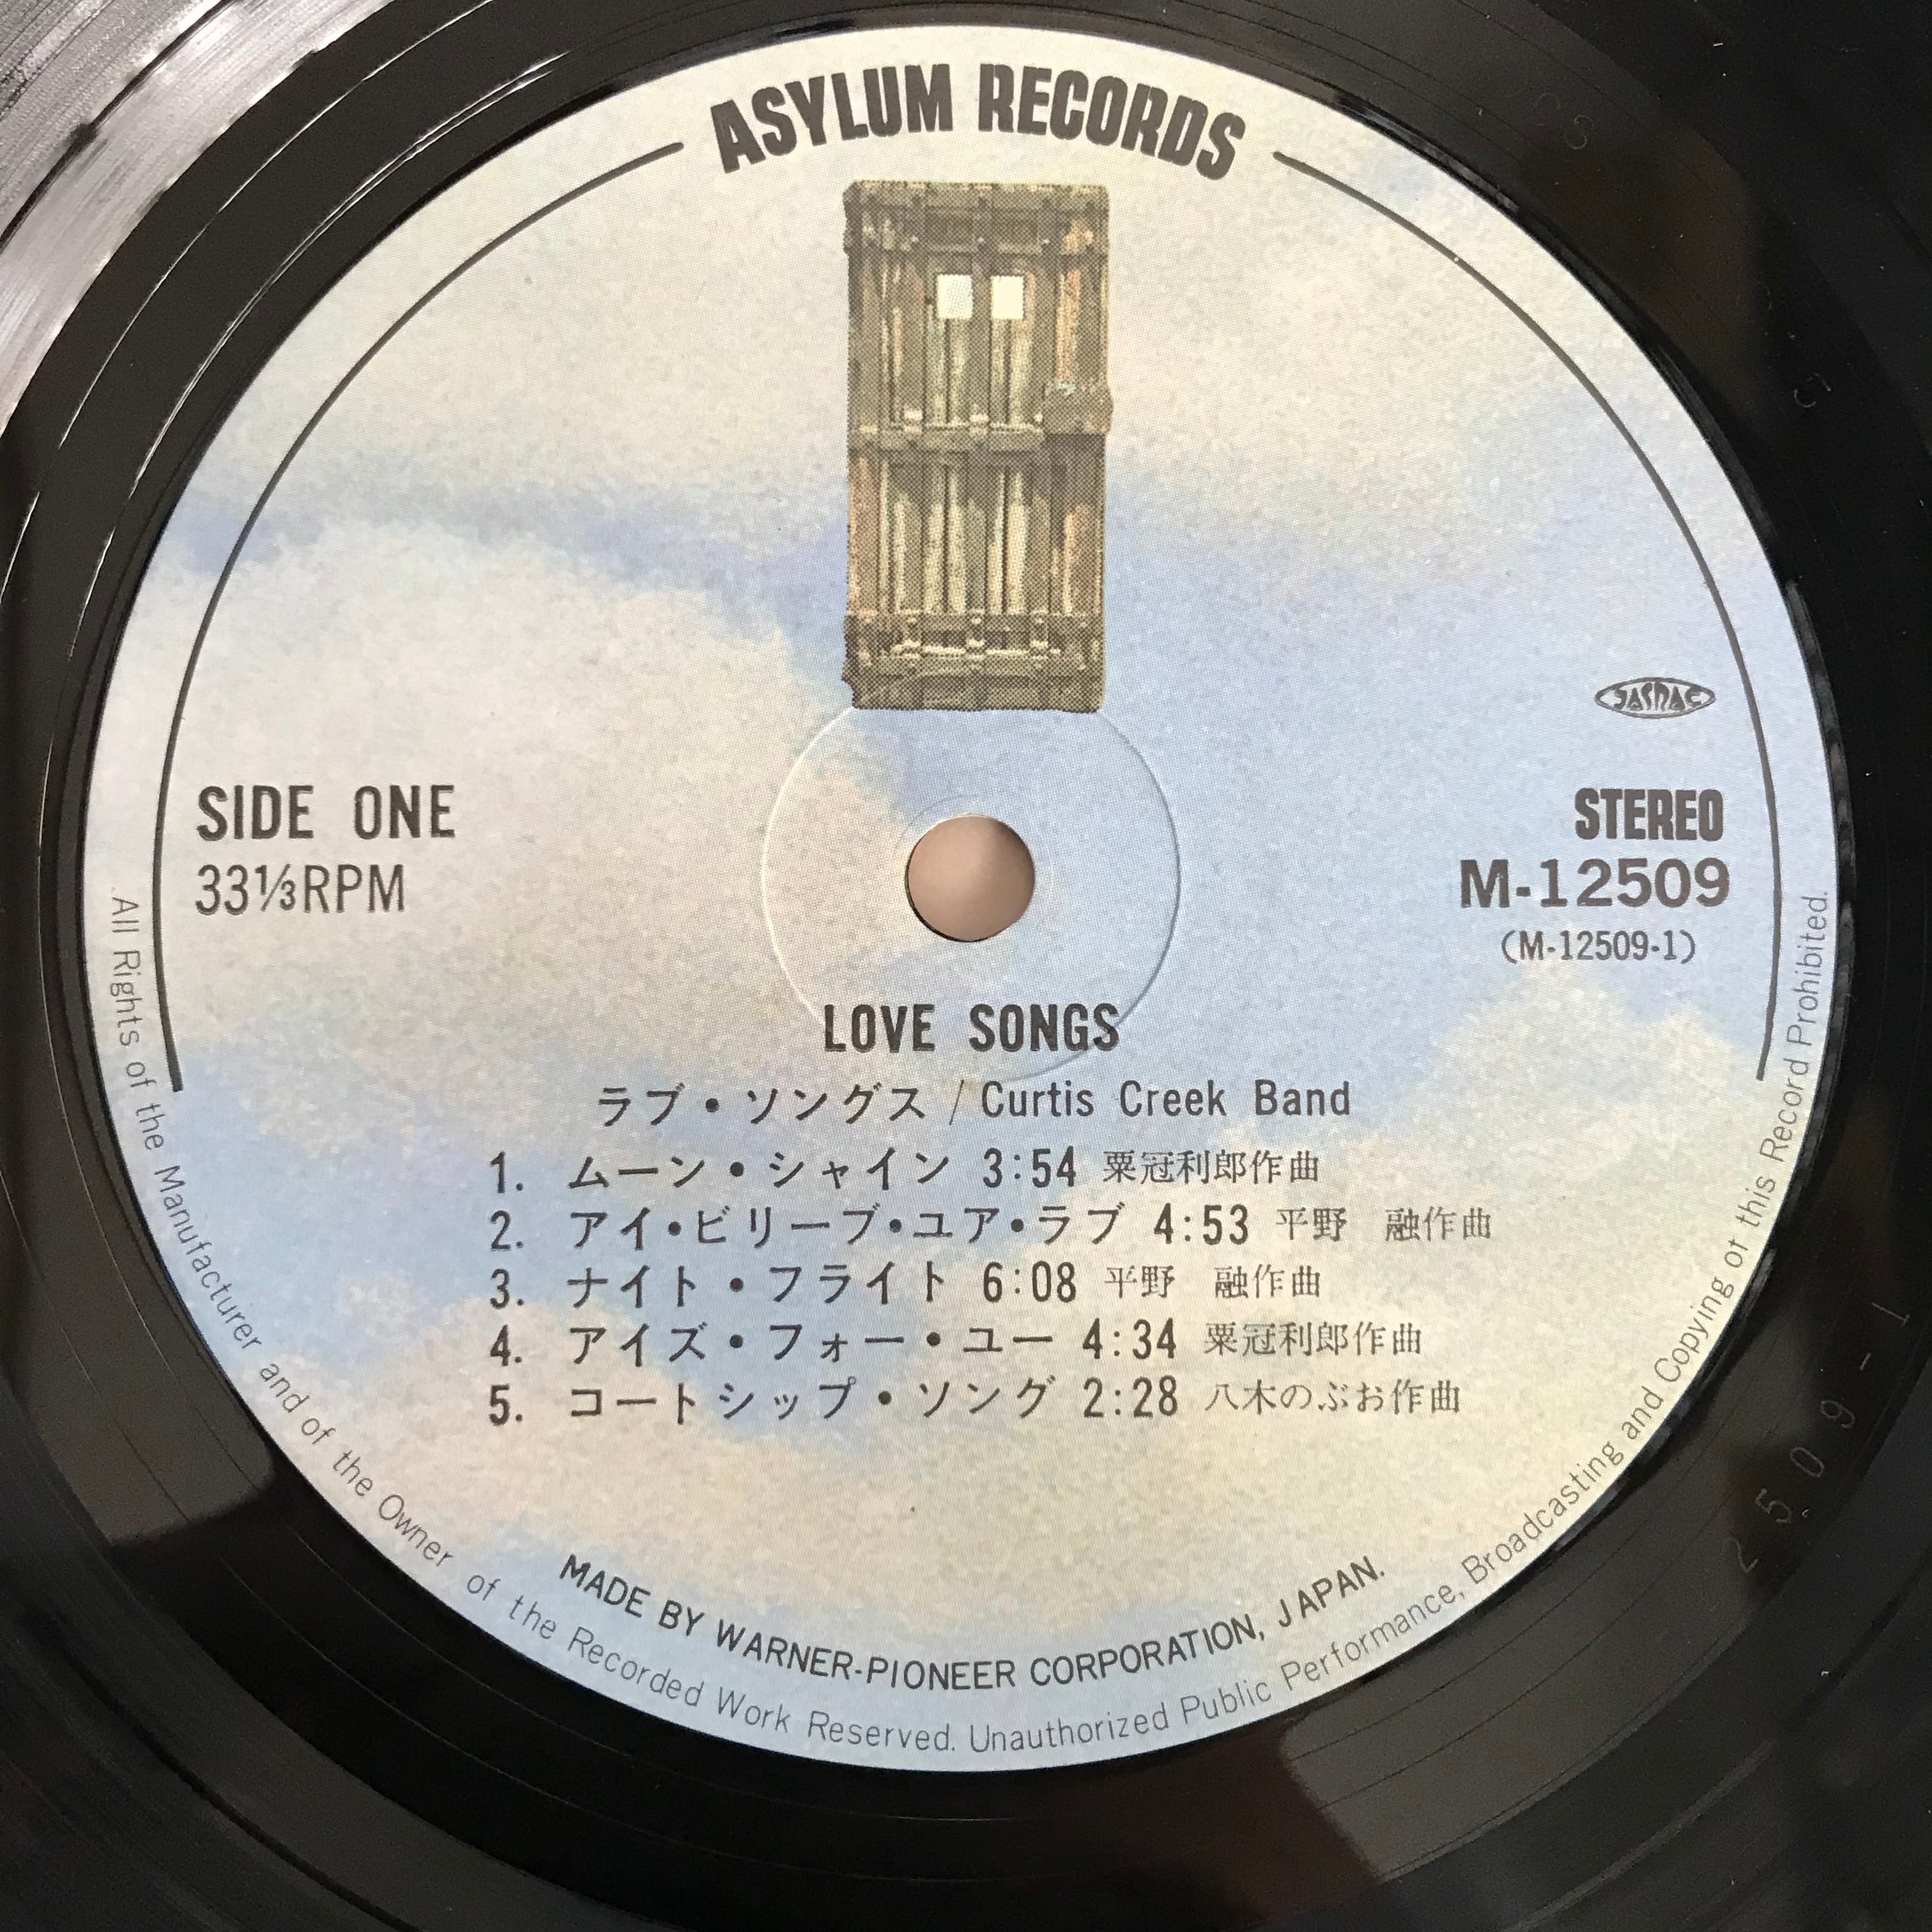 ASYLUM RECORDS
JASRAC
SIDE ONE
33⅓RPM
STEREO
M-12509
(M-12509-1)
LOVE SONGS
ラブ・ソングス / Curtis Creek Band
1. ムーン・シャイン 3:54 粟冠利郎作曲
2. アイ・ビリーブ・ユア・ラブ 4:53 平野 融作曲
3. ナイト・フライト 6:08 平野 融作曲
4. アイズ・フォー・ユー 4:34 粟冠利郎作曲
5. コートシップ・ソング 2:28 八木のぶお作曲
MADE BY WARNER-PIONEER CORPORATION, JAPAN.
All Rights of the Manufacturer and of the Owner of the Recorded Work Reserved. Unauthorized Public Performance, Broadcasting and Copying of this Record Prohibited.
2509-1